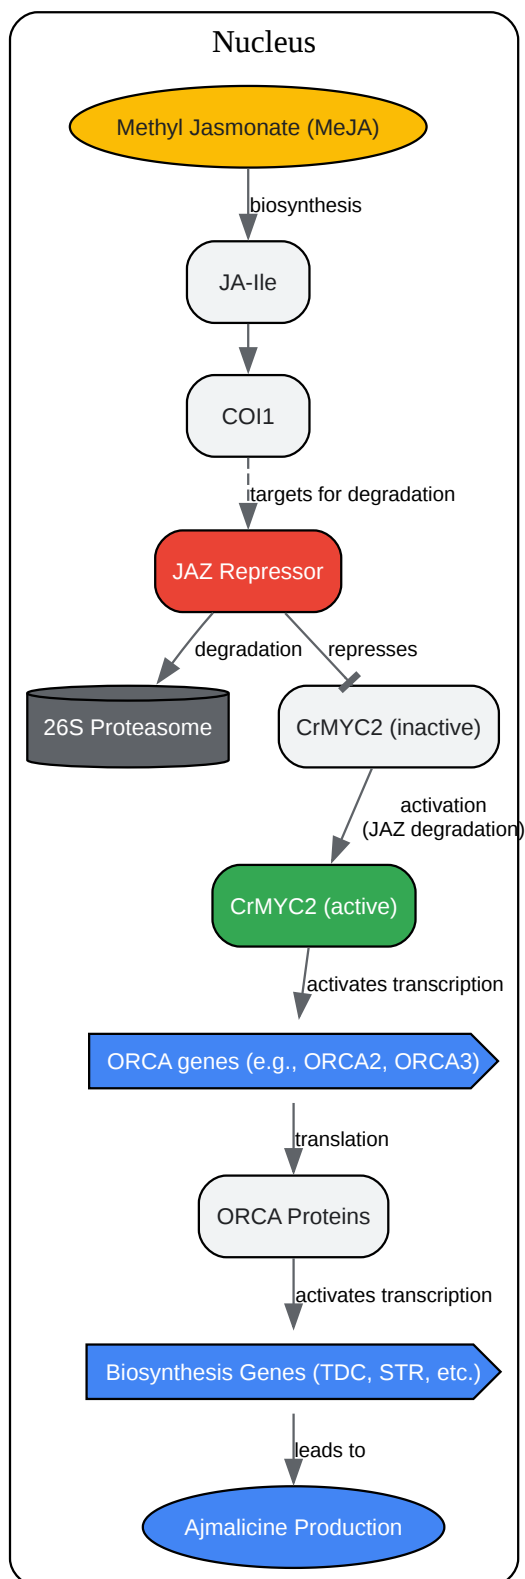 Nucleus
Methyl Jasmonate (MeJA)
biosynthesis
JA-Ile
COI1
targets for degradation
JAZ Repressor
degradation
represses
26S Proteasome
CrMYC2 (inactive)
activation
(JAZ degradation)
CrMYC2 (active)
activates transcription
ORCA genes (e.g., ORCA2, ORCA3)
translation
ORCA Proteins
activates transcription
Biosynthesis Genes (TDC, STR, etc.)
leads to
Ajmalicine Production